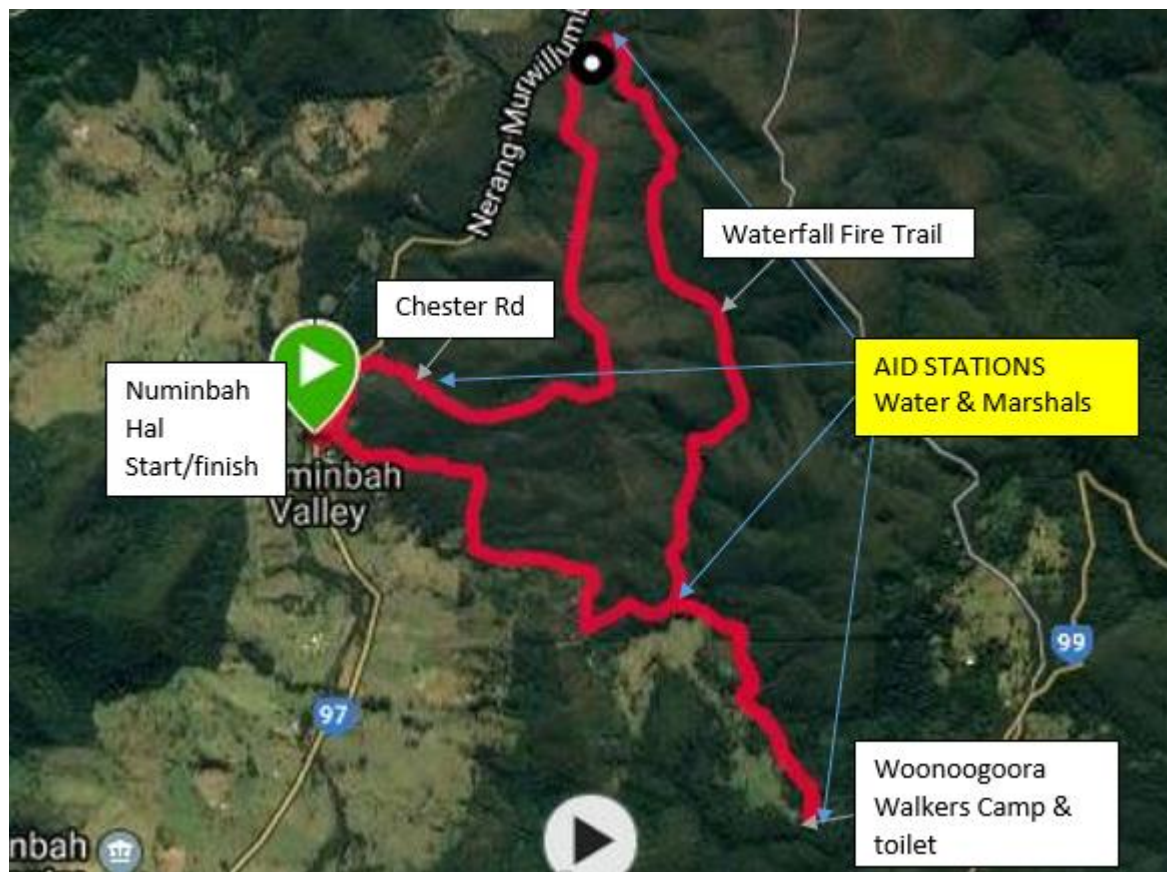 Nerang Murwillumb
Waterfall Fire Trail
Chester Rd
AID STATIONS
Water & Marshals
Numinbah
Hal
Start/finish
minbah
Valley
99
97
Woonoogoora
Walkers Camp &
toilet
nbah